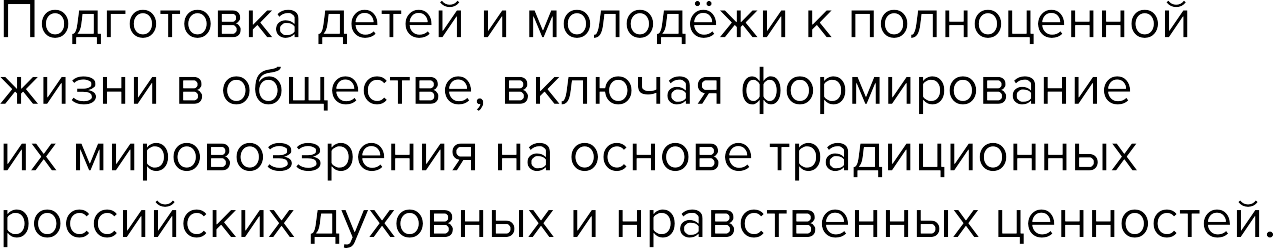 Подготовка детей и молодёжи к полноценной
жизни в обществе, включая формирование
их мировоззрения на основе традиционных
российских духовных и нравственных ценностей.